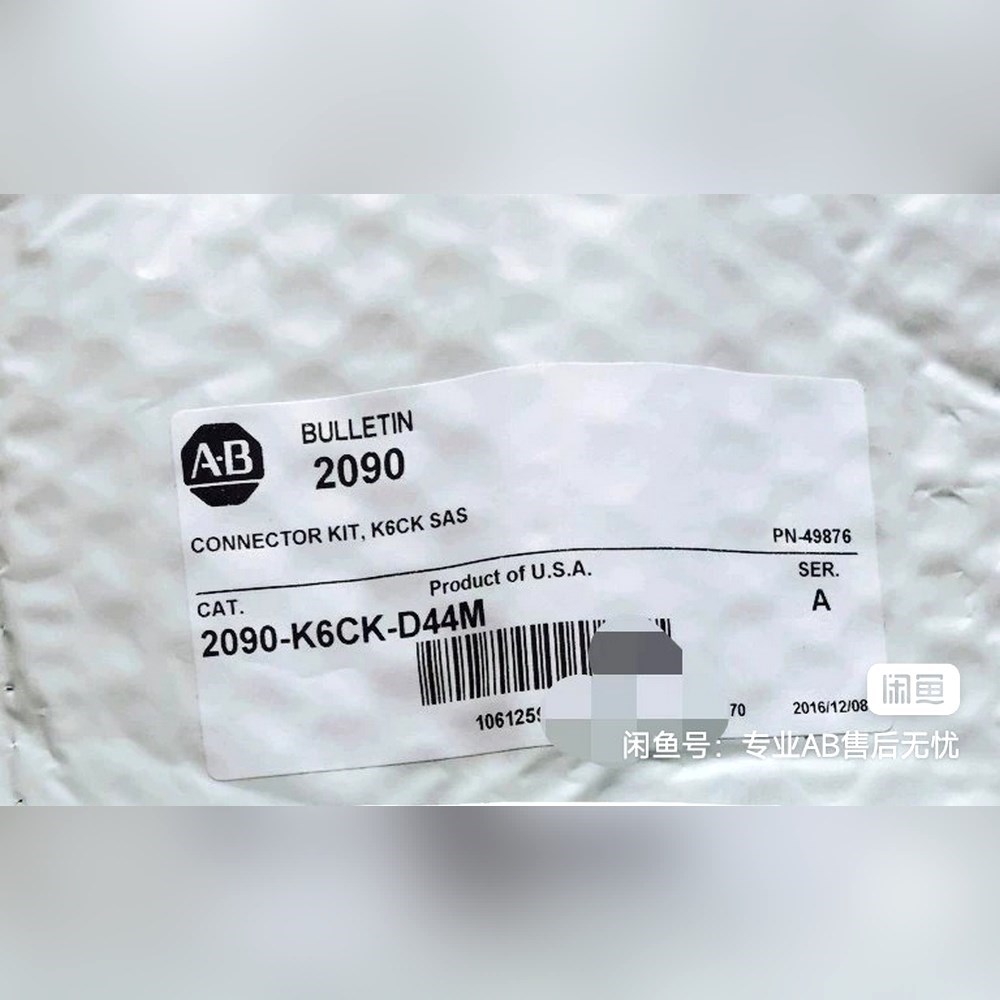 A·B
BULLETIN
2090
CONNECTOR KIT, K6CK SAS
PN-49876
Product of U.S.A.
SER.
CAT.
A
2090-K6CK-D44M
106125
70
2016/12/08
闲鱼
闲鱼号：专业AB售后无忧